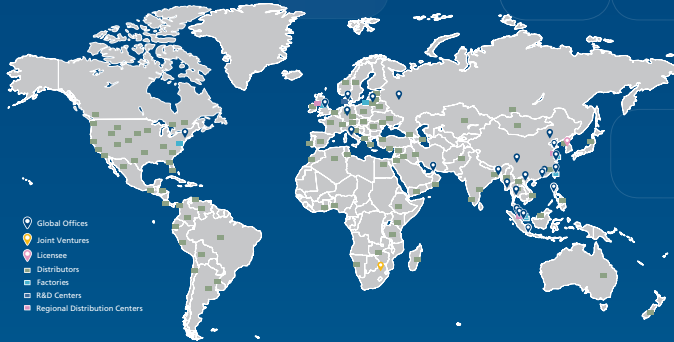 Global Offices
Joint Ventures
Licensee
Distributors
Factories
R&D Centers
Regional Distribution Centers